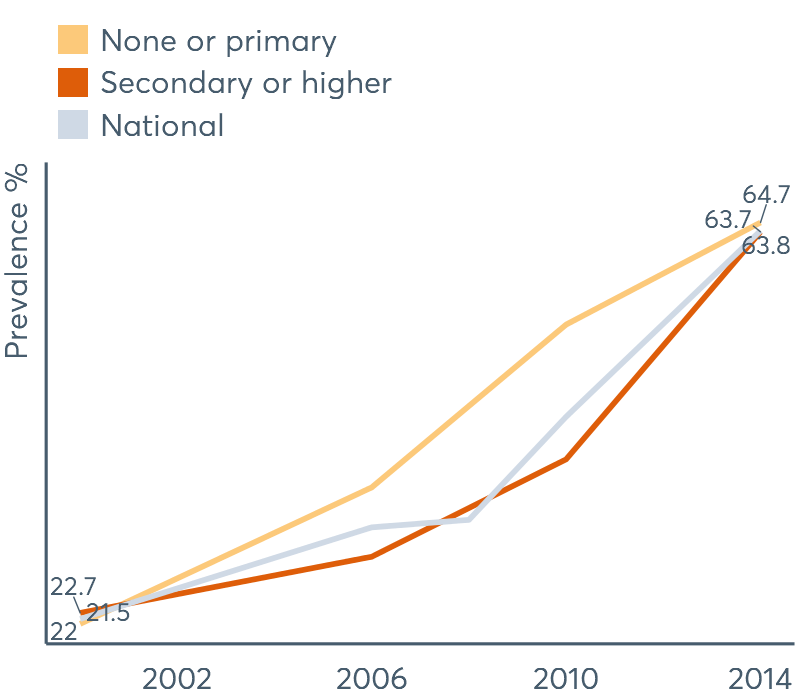 None or primary
Secondary or higher
National
Prevalence %
64.7
63.7
63.8
22.7
21.5
22
2002
2006
2010
2014